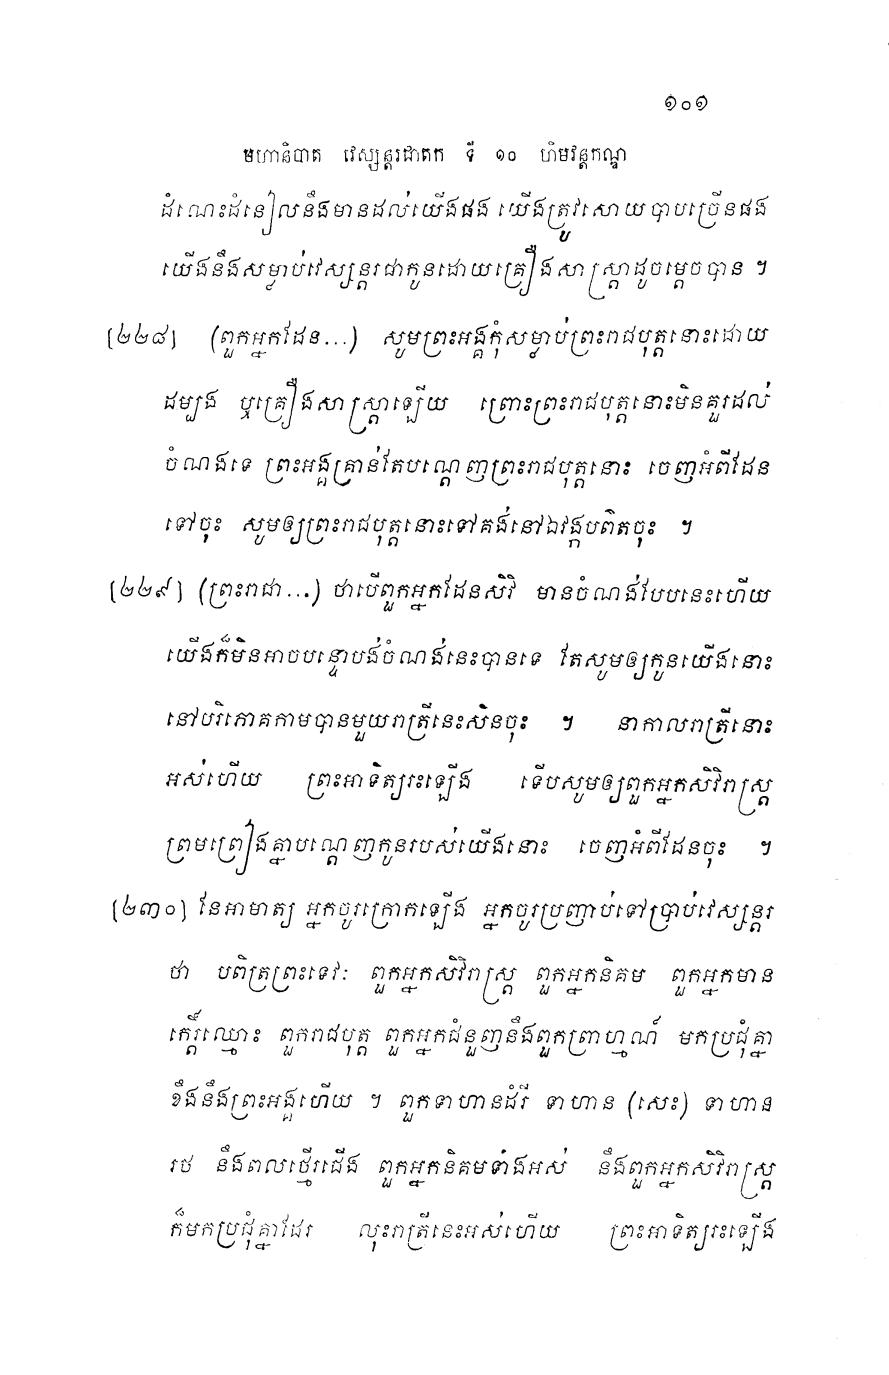 ១០១
មហានិបាត វេស្សន្តរជាតក ទី ១០ ហិមវន្តកណ្ឌ
ដំណេះដំនៀលនឹងមានដល់យើងផង យើងត្រូវសោយបាបច្រើនផង
យើងនឹងសម្លាប់វេស្សន្តរជាកូនដោយគ្រឿងសាស្ត្រាដូចម្ដេចបាន ។
[២២៨] (ពួកអ្នកដែន...) សូមព្រះអង្គកុំសម្លាប់ព្រះរាជបុត្តនោះដោយ
ដម្បង ឬគ្រឿងសាស្ត្រាឡើយ ព្រោះព្រះរាជបុត្តនោះមិនគួរដល់
ចំណងទេ ព្រះអង្គគ្រាន់តែបណ្ដេញព្រះរាជបុត្តនោះ ចេញអំពីដែន
ទៅចុះ សូមឲ្យព្រះរាជបុត្តនោះទៅគង់នៅឯវង្កបពិតចុះ ។
[២២៩] (ព្រះរាជា...) ថាបើពួកអ្នកដែនសិវិ មានចំណង់បែបនេះហើយ
យើងក៏មិនអាចបន្ទោបង់ចំណង់នេះបានទេ តែសូមឲ្យកូនយើងនោះ
នៅបរិភោគកាមបានមួយរាត្រីនេះសិនចុះ ។ នាកាលរាត្រីនោះ
អស់ហើយ ព្រះអាទិត្យរះឡើង ទើបសូមឲ្យពួកអ្នកសិវិរាស្ត្រ
ព្រមព្រៀងគ្នាបណ្ដេញកូនរបស់យើងនោះ ចេញអំពីដែនចុះ ។
[២៣០] នែអាមាត្យ អ្នកចូរក្រោកឡើង អ្នកចូរប្រញាប់ទៅប្រាប់វេស្សន្តរ
ថា បពិត្រព្រះទេវៈ ពួកអ្នកសិវិរាស្ត្រ ពួកអ្នកនិគម ពួកអ្នកមាន
កេរ្តិ៍ឈ្មោះ ពួករាជបុត្ត ពួកអ្នកជំនួញនឹងពួកព្រាហ្មណ៍ មកប្រជុំគ្នា
ខឹងនឹងព្រះអង្គហើយ ។ ពួកទាហានដំរី ទាហាន (សេះ) ទាហាន
រថ នឹងពលថ្មើរជើង ពួកអ្នកនិគមទាំងអស់ នឹងពួកអ្នកសិវិរាស្ត្រ
ក៏មកប្រជុំគ្នាដែរ លុះរាត្រីនេះអស់ហើយ ព្រះអាទិត្យរះឡើង